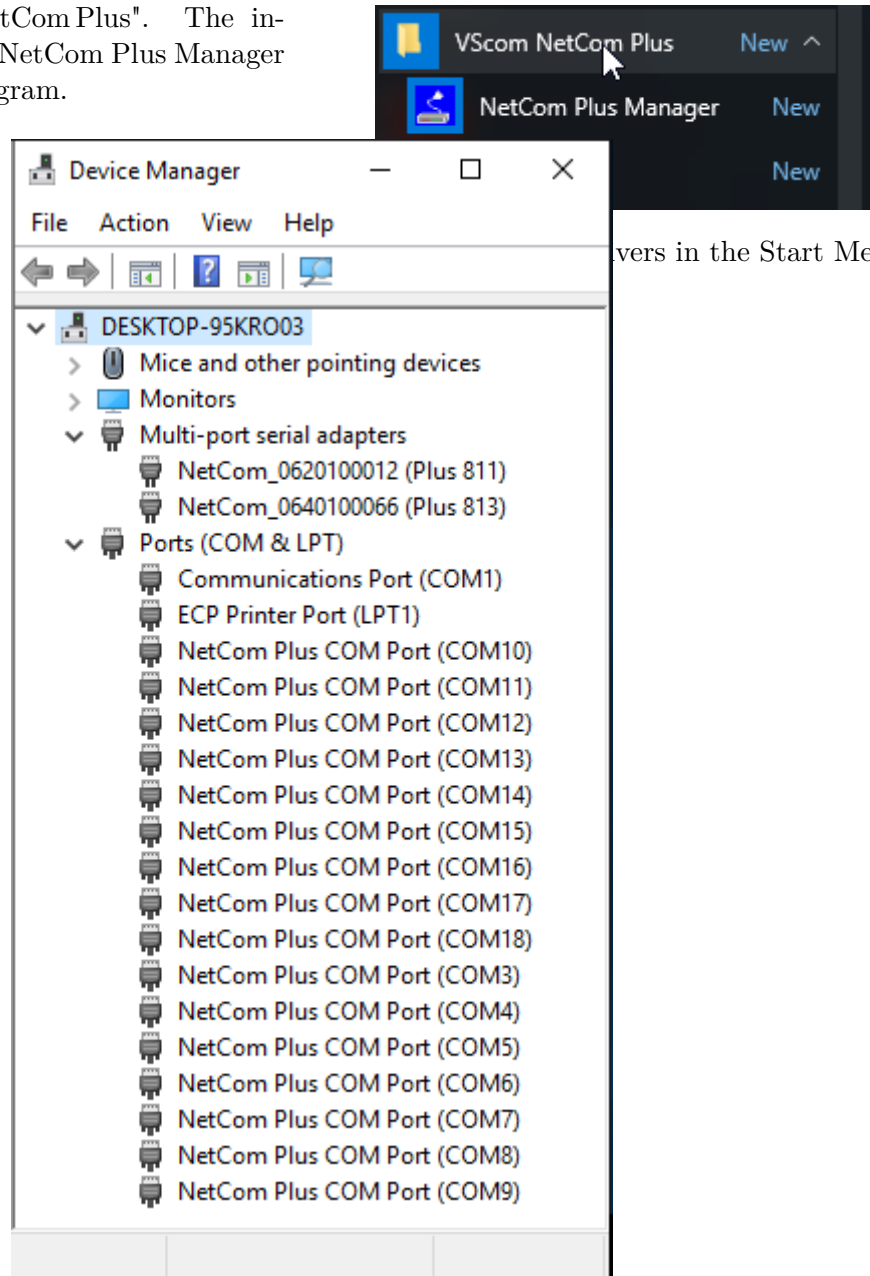 tCom Plus". The in-
NetCom Plus Manager
gram.
VScom NetCom Plus New
NetCom Plus Manager New
New
vers in the Start Me
Device Manager
File Action View Help
DESKTOP-95KRO03
Mice and other pointing devices
Monitors
Multi-port serial adapters
NetCom_0620100012 (Plus 811)
NetCom_0640100066 (Plus 813)
Ports (COM & LPT)
Communications Port (COM1)
ECP Printer Port (LPT1)
NetCom Plus COM Port (COM10)
NetCom Plus COM Port (COM11)
NetCom Plus COM Port (COM12)
NetCom Plus COM Port (COM13)
NetCom Plus COM Port (COM14)
NetCom Plus COM Port (COM15)
NetCom Plus COM Port (COM16)
NetCom Plus COM Port (COM17)
NetCom Plus COM Port (COM18)
NetCom Plus COM Port (COM3)
NetCom Plus COM Port (COM4)
NetCom Plus COM Port (COM5)
NetCom Plus COM Port (COM6)
NetCom Plus COM Port (COM7)
NetCom Plus COM Port (COM8)
NetCom Plus COM Port (COM9)